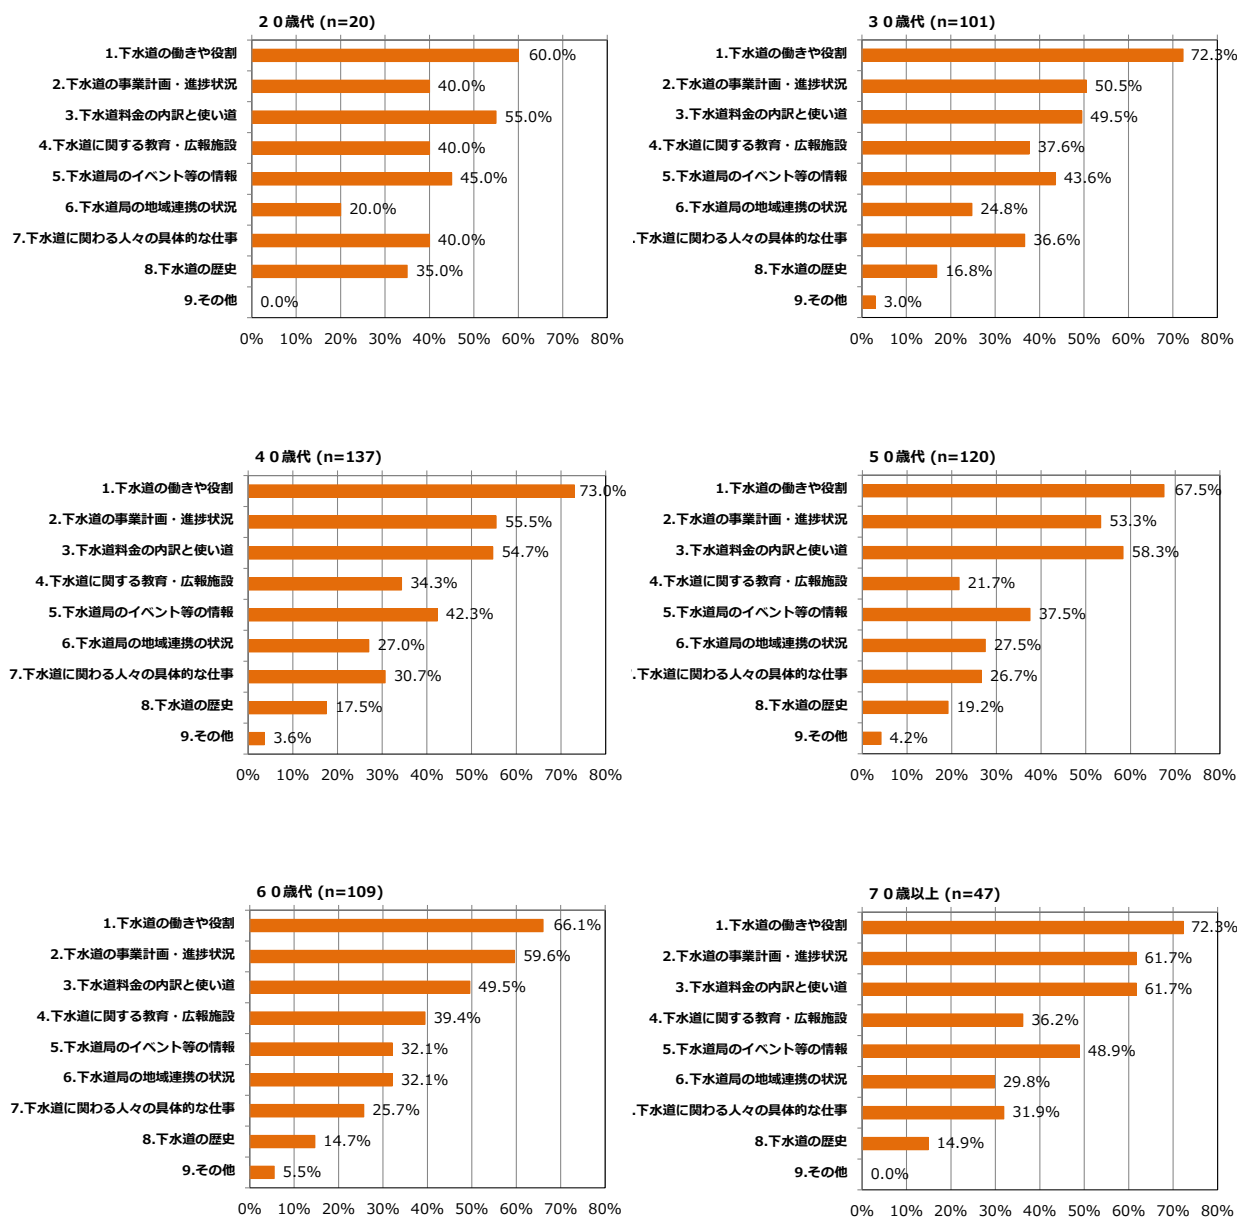 ２０歳代 (n=20)
1.下水道の働きや役割 60.0%
2.下水道の事業計画・進捗状況 40.0%
3.下水道料金の内訳と使い道 55.0%
4.下水道に関する教育・広報施設 40.0%
5.下水道局のイベント等の情報 45.0%
6.下水道局の地域連携の状況 20.0%
7.下水道に関わる人々の具体的な仕事 40.0%
8.下水道の歴史 35.0%
9.その他 0.0%
0% 10% 20% 30% 40% 50% 60% 70% 80%
３０歳代 (n=101)
1.下水道の働きや役割 72.3%
2.下水道の事業計画・進捗状況 50.5%
3.下水道料金の内訳と使い道 49.5%
4.下水道に関する教育・広報施設 37.6%
5.下水道局のイベント等の情報 43.6%
6.下水道局の地域連携の状況 24.8%
.下水道に関わる人々の具体的な仕事 36.6%
8.下水道の歴史 16.8%
9.その他 3.0%
0% 10% 20% 30% 40% 50% 60% 70% 80%
４０歳代 (n=137)
1.下水道の働きや役割 73.0%
2.下水道の事業計画・進捗状況 55.5%
3.下水道料金の内訳と使い道 54.7%
4.下水道に関する教育・広報施設 34.3%
5.下水道局のイベント等の情報 42.3%
6.下水道局の地域連携の状況 27.0%
7.下水道に関わる人々の具体的な仕事 30.7%
8.下水道の歴史 17.5%
9.その他 3.6%
0% 10% 20% 30% 40% 50% 60% 70% 80%
５０歳代 (n=120)
1.下水道の働きや役割 67.5%
2.下水道の事業計画・進捗状況 53.3%
3.下水道料金の内訳と使い道 58.3%
4.下水道に関する教育・広報施設 21.7%
5.下水道局のイベント等の情報 37.5%
6.下水道局の地域連携の状況 27.5%
.下水道に関わる人々の具体的な仕事 26.7%
8.下水道の歴史 19.2%
9.その他 4.2%
0% 10% 20% 30% 40% 50% 60% 70% 80%
６０歳代 (n=109)
1.下水道の働きや役割 66.1%
2.下水道の事業計画・進捗状況 59.6%
3.下水道料金の内訳と使い道 49.5%
4.下水道に関する教育・広報施設 39.4%
5.下水道局のイベント等の情報 32.1%
6.下水道局の地域連携の状況 32.1%
7.下水道に関わる人々の具体的な仕事 25.7%
8.下水道の歴史 14.7%
9.その他 5.5%
0% 10% 20% 30% 40% 50% 60% 70% 80%
７０歳以上 (n=47)
1.下水道の働きや役割 72.3%
2.下水道の事業計画・進捗状況 61.7%
3.下水道料金の内訳と使い道 61.7%
4.下水道に関する教育・広報施設 36.2%
5.下水道局のイベント等の情報 48.9%
6.下水道局の地域連携の状況 29.8%
.下水道に関わる人々の具体的な仕事 31.9%
8.下水道の歴史 14.9%
9.その他 0.0%
0% 10% 20% 30% 40% 50% 60% 70% 80%